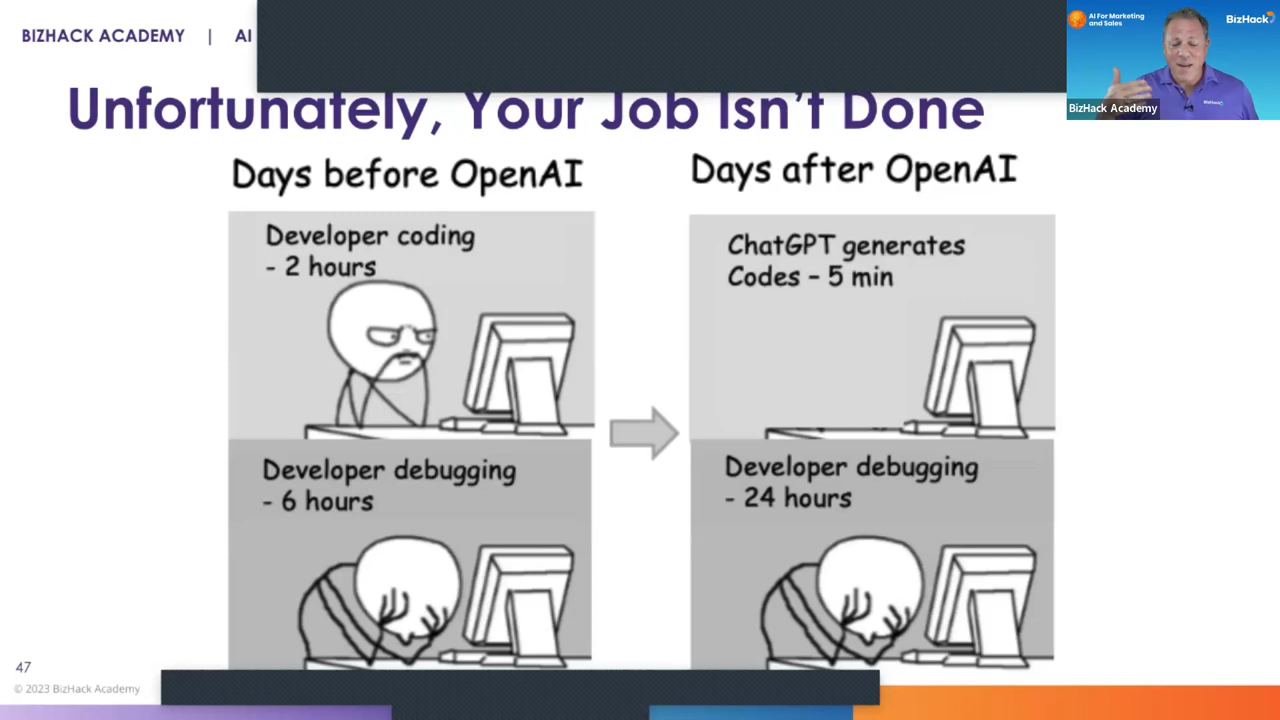 BIZHACK ACADEMY | AI
AI For Marketing
and Sales
BizHack
BizHack
BizHack Academy
Unfortunately, Your Job Isn't Done
Days before OpenAI
Days after OpenAI
Developer coding
- 2 hours
ChatGPT generates
Codes – 5 min
Developer debugging
- 6 hours
Developer debugging
- 24 hours
47
© 2023 BizHack Academy